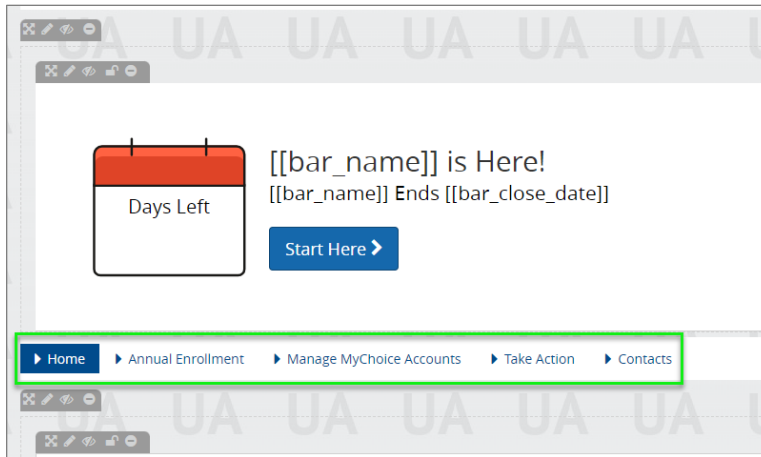 UA UA UA UA UA UA
[[bar_name]] is Here!
[[bar_name]] Ends [[bar_close_date]]
Days Left
Start Here
Home Annual Enrollment Manage MyChoice Accounts Take Action Contacts
UA UA UA UA UA UA